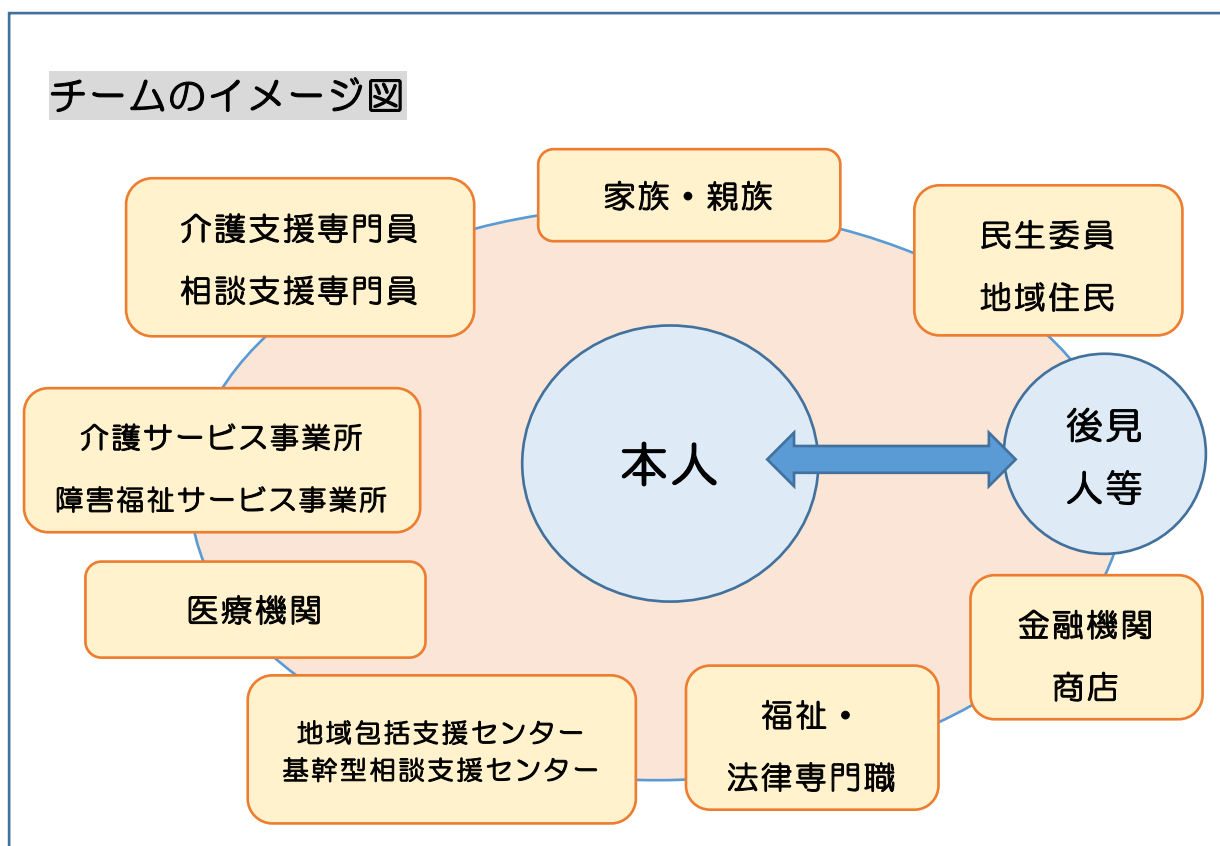 チームのイメージ図
家族・親族
介護支援専門員
相談支援専門員
民生委員
地域住民
介護サービス事業所
障害福祉サービス事業所
本人
後見
人等
医療機関
金融機関
商店
地域包括支援センター
基幹型相談支援センター
福祉・
法律専門職